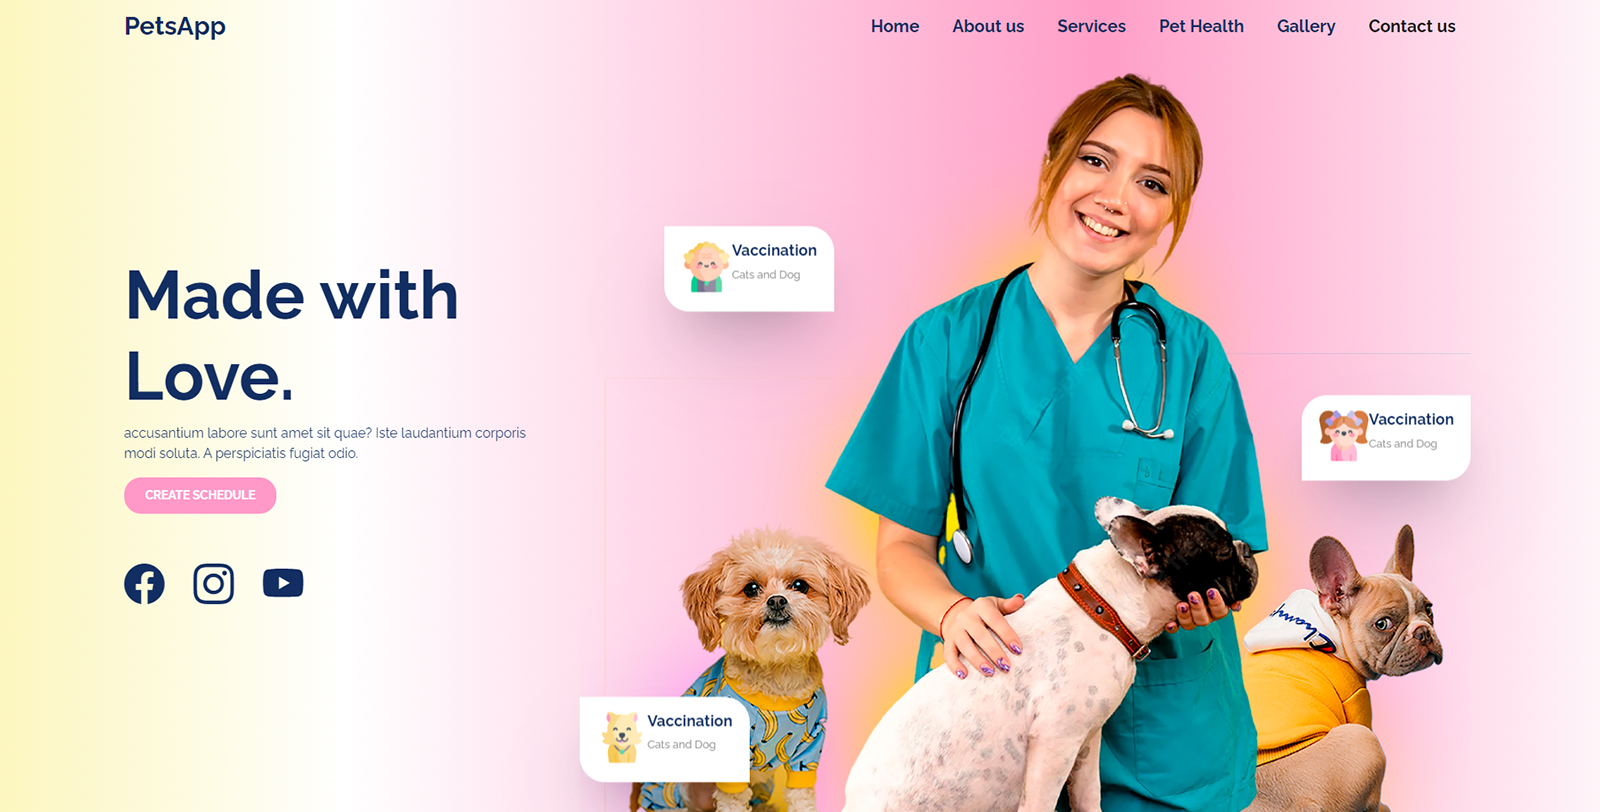 PetsApp
Home
About us
Services
Pet Health
Gallery
Contact us
Vaccination
Cats and Dog
Made with
Love.
accusantium labore sunt amet sit quae? Iste laudantium corporis
modi soluta. A perspiciatis fugiat odio.
CREATE SCHEDULE
Vaccination
Cats and Dog
Vaccination
Cats and Dog